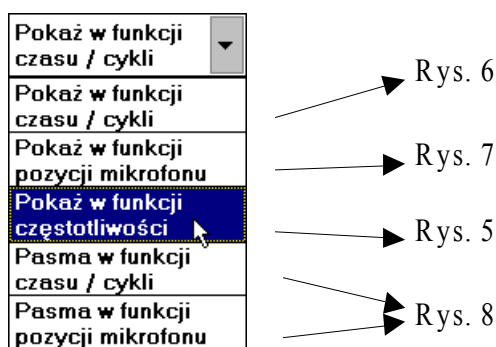 Pokaż w funkcji
czasu / cykli
Pokaż w funkcji
czasu / cykli
Rys. 6
Pokaż w funkcji
pozycji mikrofonu
Rys. 7
Pokaż w funkcji
częstotliwości
Rys. 5
Pasma w funkcji
czasu / cykli
Pasma w funkcji
pozycji mikrofonu
Rys. 8